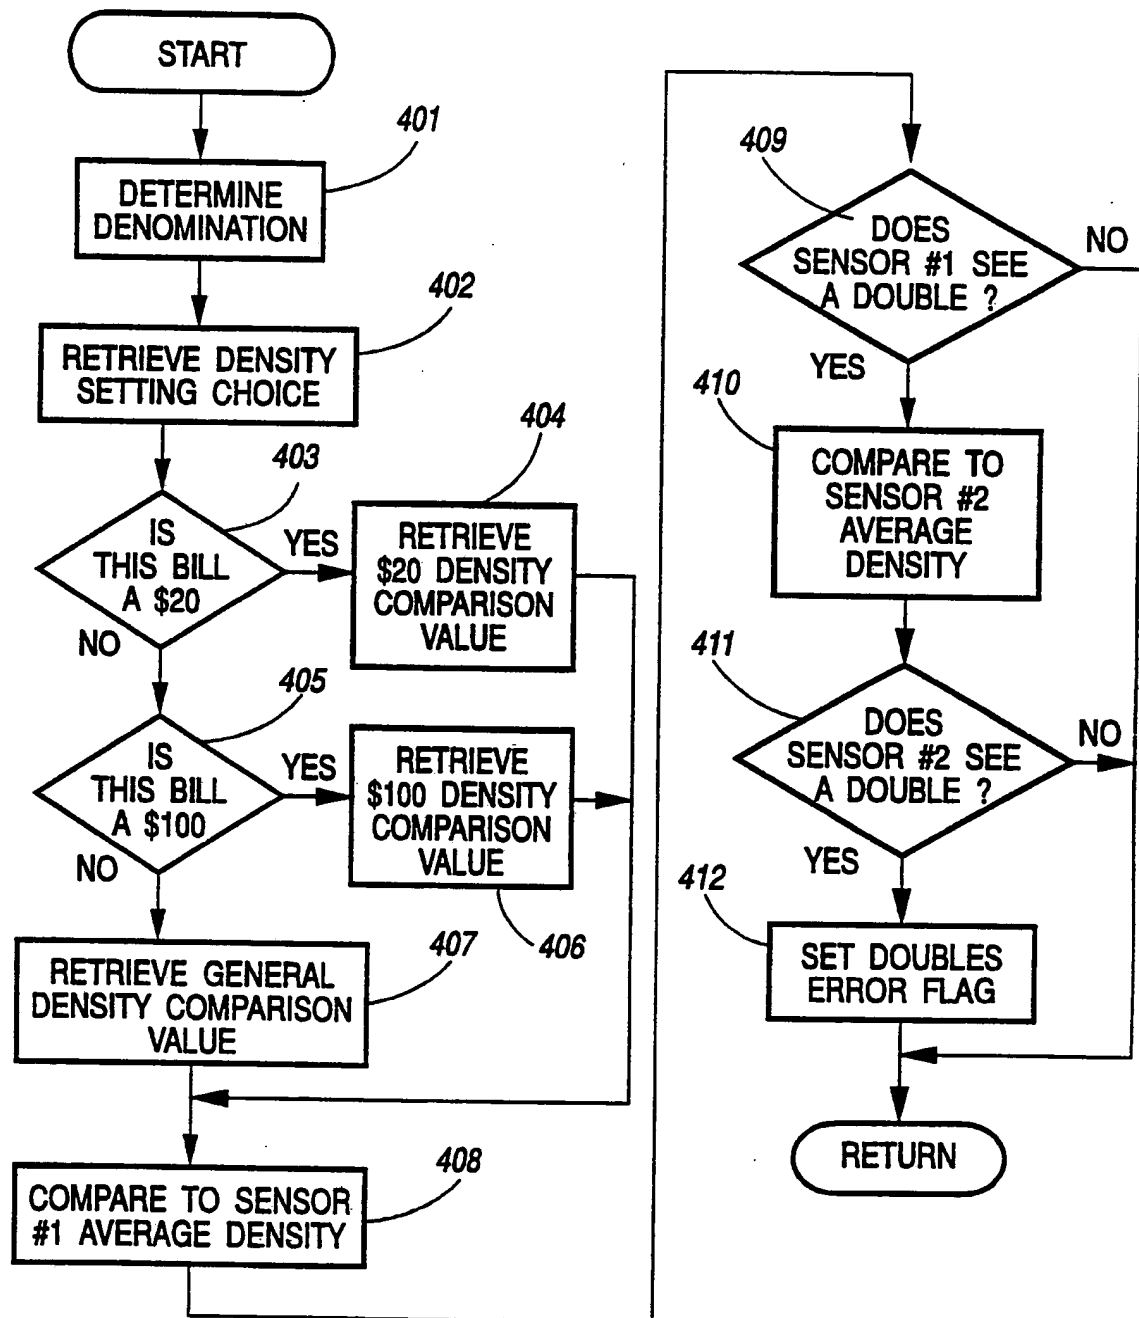 START
401
DETERMINE
DENOMINATION
402
RETRIEVE DENSITY
SETTING CHOICE
403
IS
THIS BILL
A $20
YES
NO
404
RETRIEVE
$20 DENSITY
COMPARISON
VALUE
405
IS
THIS BILL
A $100
YES
NO
RETRIEVE
$100 DENSITY
COMPARISON
VALUE
406
407
RETRIEVE GENERAL
DENSITY COMPARISON
VALUE
408
COMPARE TO SENSOR
#1 AVERAGE DENSITY
409
DOES
SENSOR #1 SEE
A DOUBLE ?
NO
YES
410
COMPARE TO
SENSOR #2
AVERAGE
DENSITY
411
DOES
SENSOR #2 SEE
A DOUBLE ?
NO
YES
412
SET DOUBLES
ERROR FLAG
RETURN